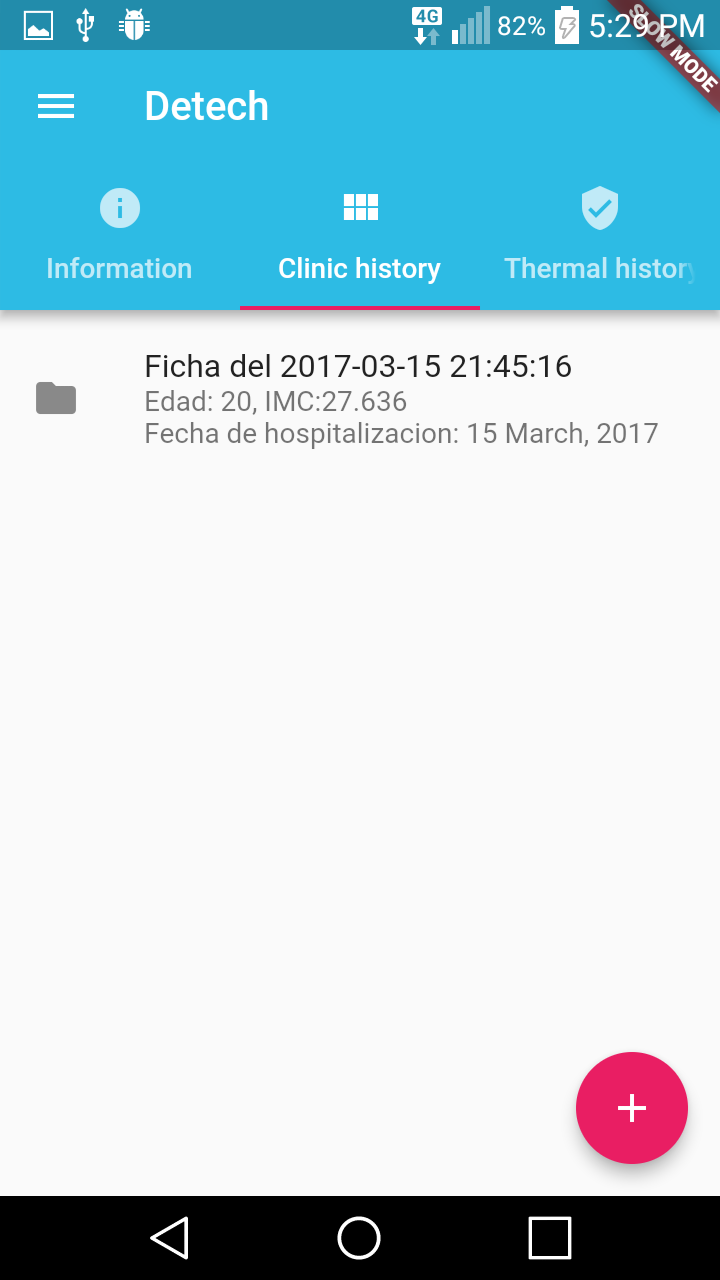 4G
82%
5:29 PM
SLOW MODE
Detech
Information
Clinic history
Thermal history
Ficha del 2017-03-15 21:45:16
Edad: 20, IMC:27.636
Fecha de hospitalizacion: 15 March, 2017